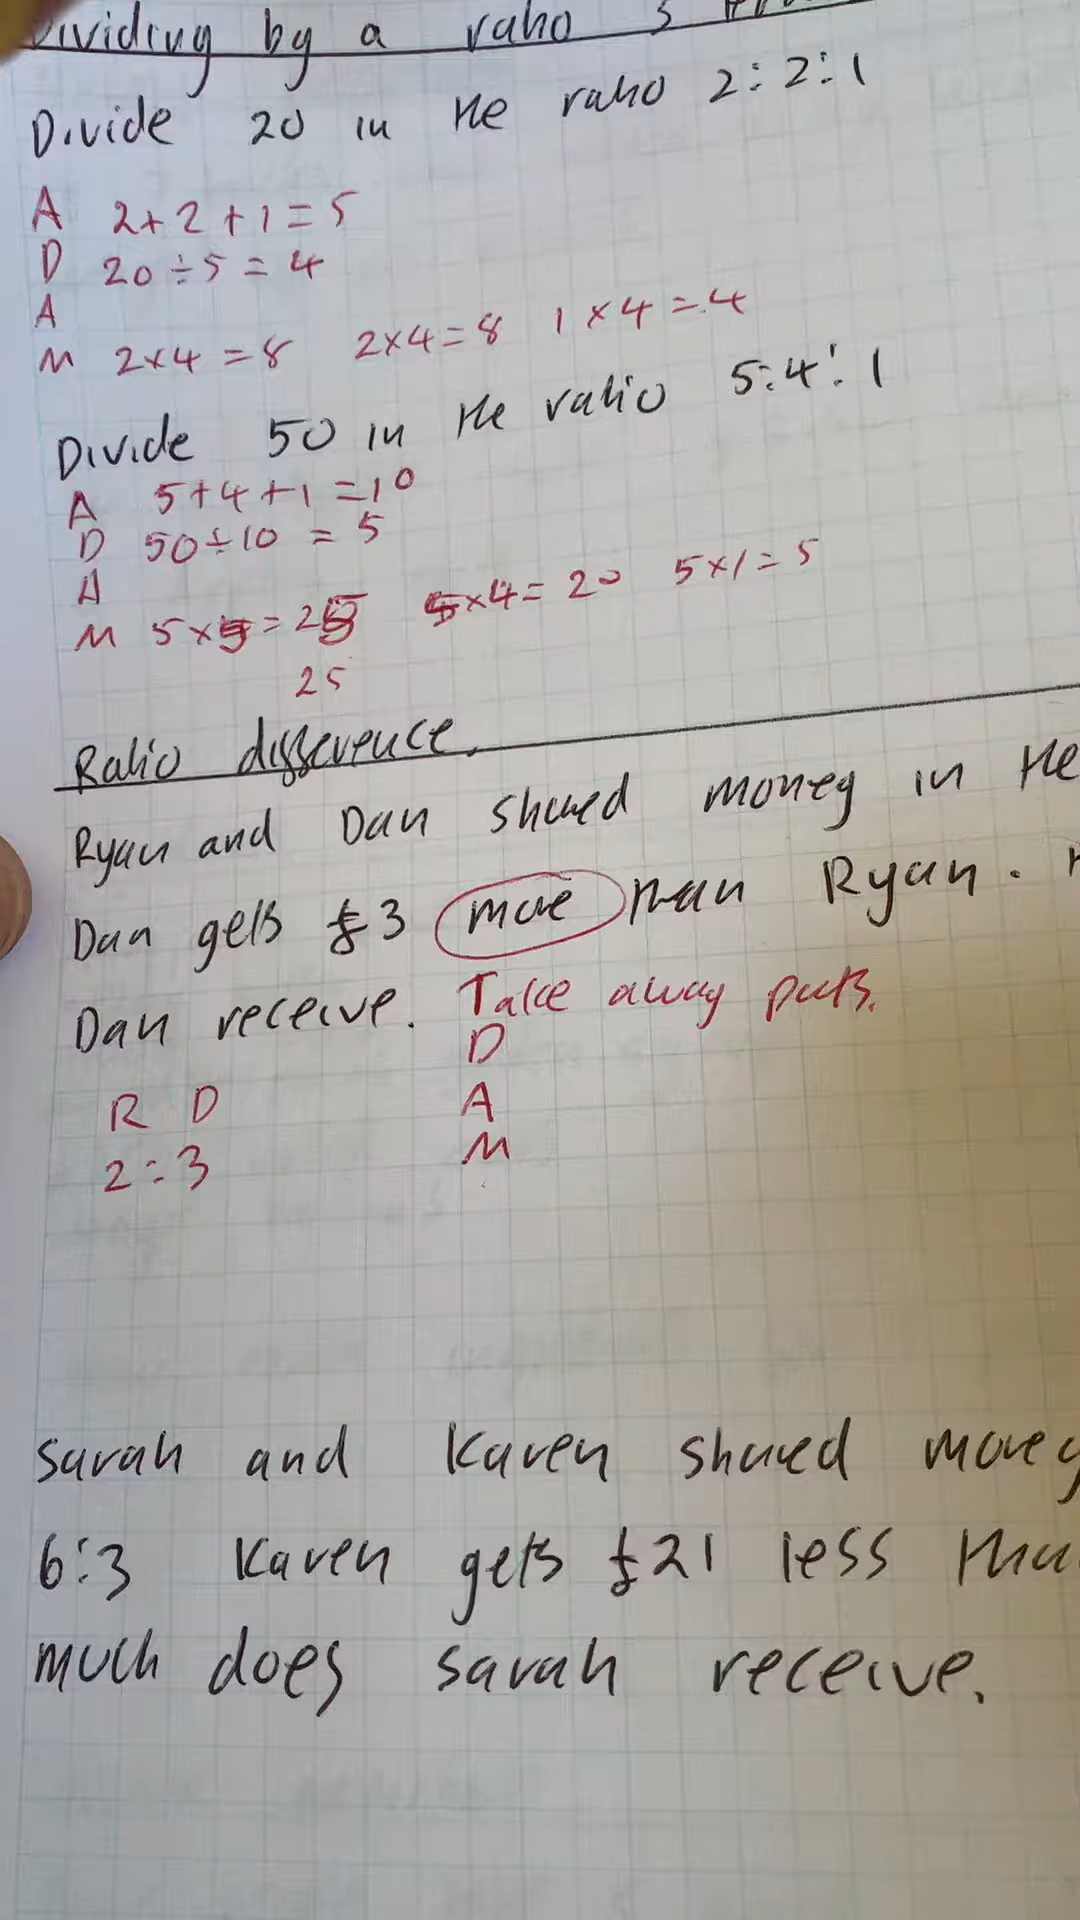 Dividing by a ratio 3
Divide 20 in the ratio 2:2:1
A 2+2+1=5
D 20÷5=4
A
M 2×4=8 2×4=8 1×4=4
Divide 50 in the ratio 5:4:1
A 5+4+1=10
D 50÷10=5
A
M 5×5=25 5×4=20 5×1=5
25
Ratio difference.
Ryan and Dan shared money in the
Dan gets £3 more than Ryan.
Dan receive. Take away parts.
D
R D A
2:3 M
Sarah and Karen shared money
6:3 Karen gets £21 less tha
much does Sarah receive.